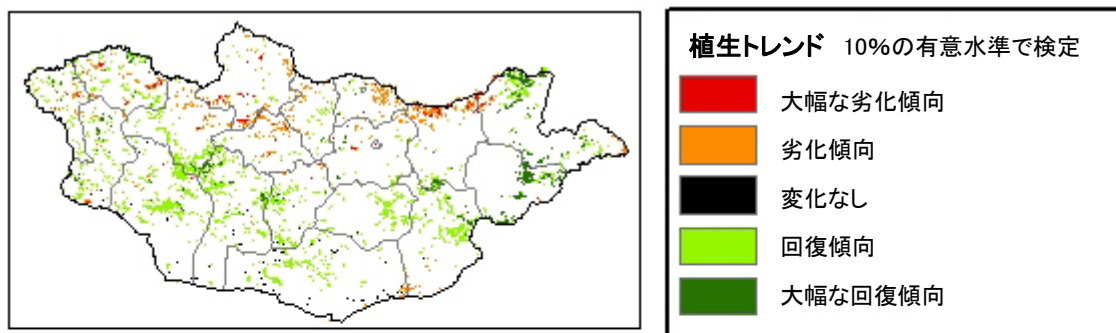 植生トレンド 10%の有意水準で検定
大幅な劣化傾向
劣化傾向
変化なし
回復傾向
大幅な回復傾向